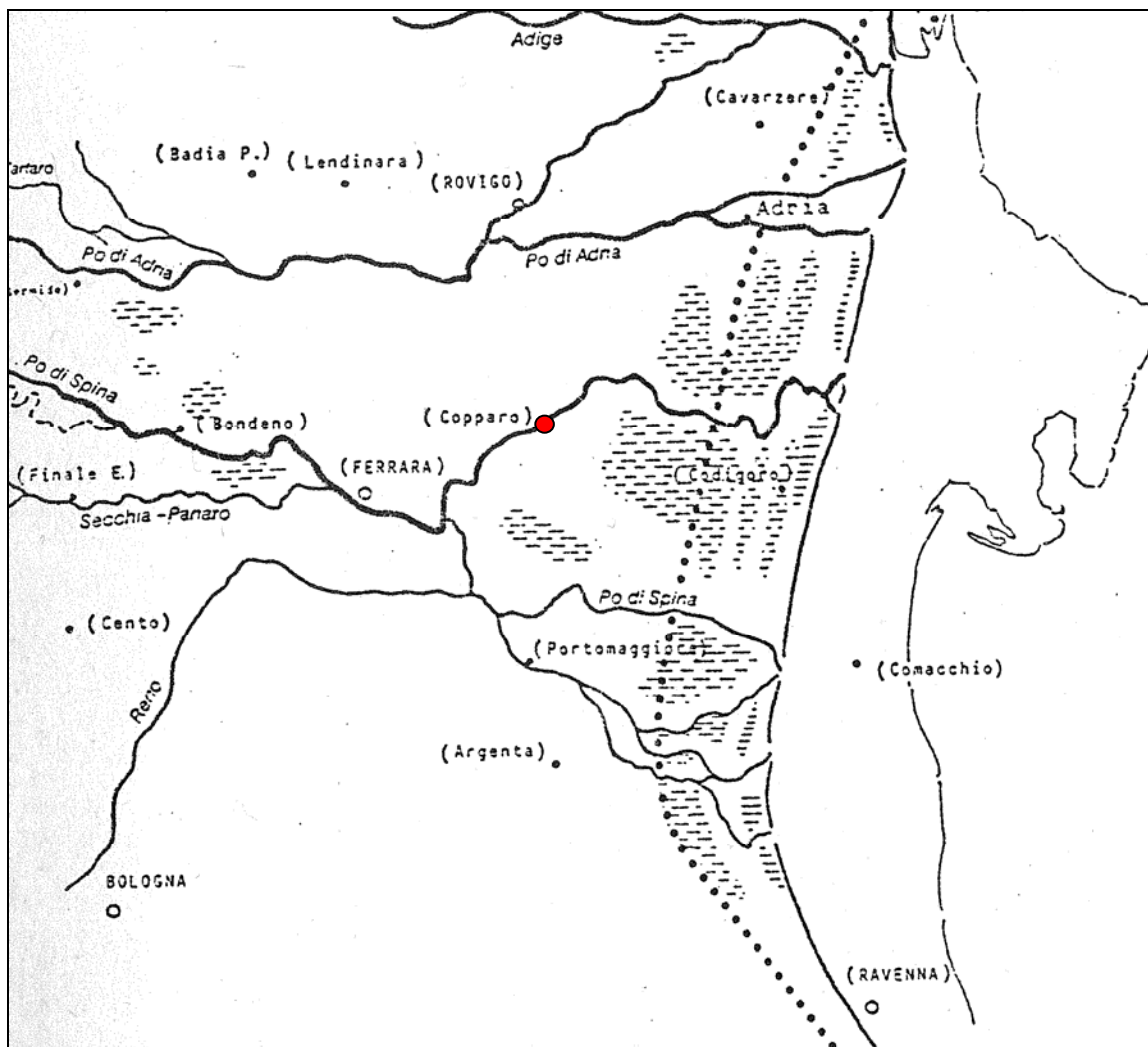 Adige
(Cavarzere)
(Badia P.)
(Lendinara)
(ROVIGO)
Adria
Po di Adria
Po di Adria
Po di Spina
(Bondeno)
(Copparo)
(Finale E.)
(FERRARA)
(Codigoro)
Secchia-Panaro
Po di Spina
(Cento)
(Portomaggiore)
(Comacchio)
Reno
(Argenta)
BOLOGNA
(RAVENNA)